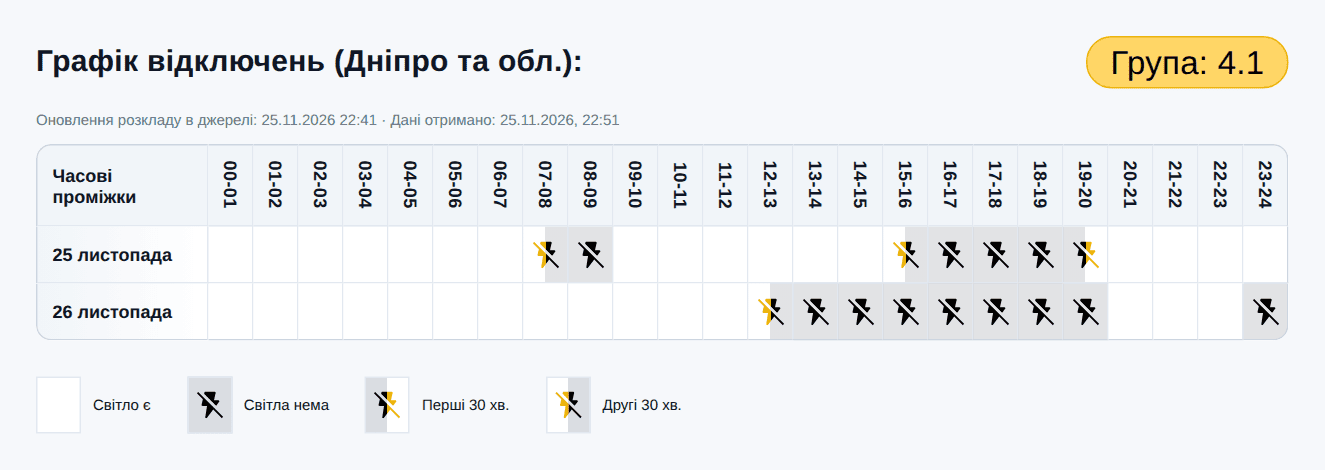 Графік відключень (Дніпро та обл.):
Група: 4.1
Оновлення розкладу в джерелі: 25.11.2026 22:41 · Дані отримано: 25.11.2026, 22:51
Часові
проміжки
00-01
01-02
02-03
03-04
04-05
05-06
06-07
07-08
08-09
09-10
10-11
11-12
12-13
13-14
14-15
15-16
16-17
17-18
18-19
19-20
20-21
21-22
22-23
23-24
25 листопада
26 листопада
Світло є
Світла нема
Перші 30 хв.
Другі 30 хв.